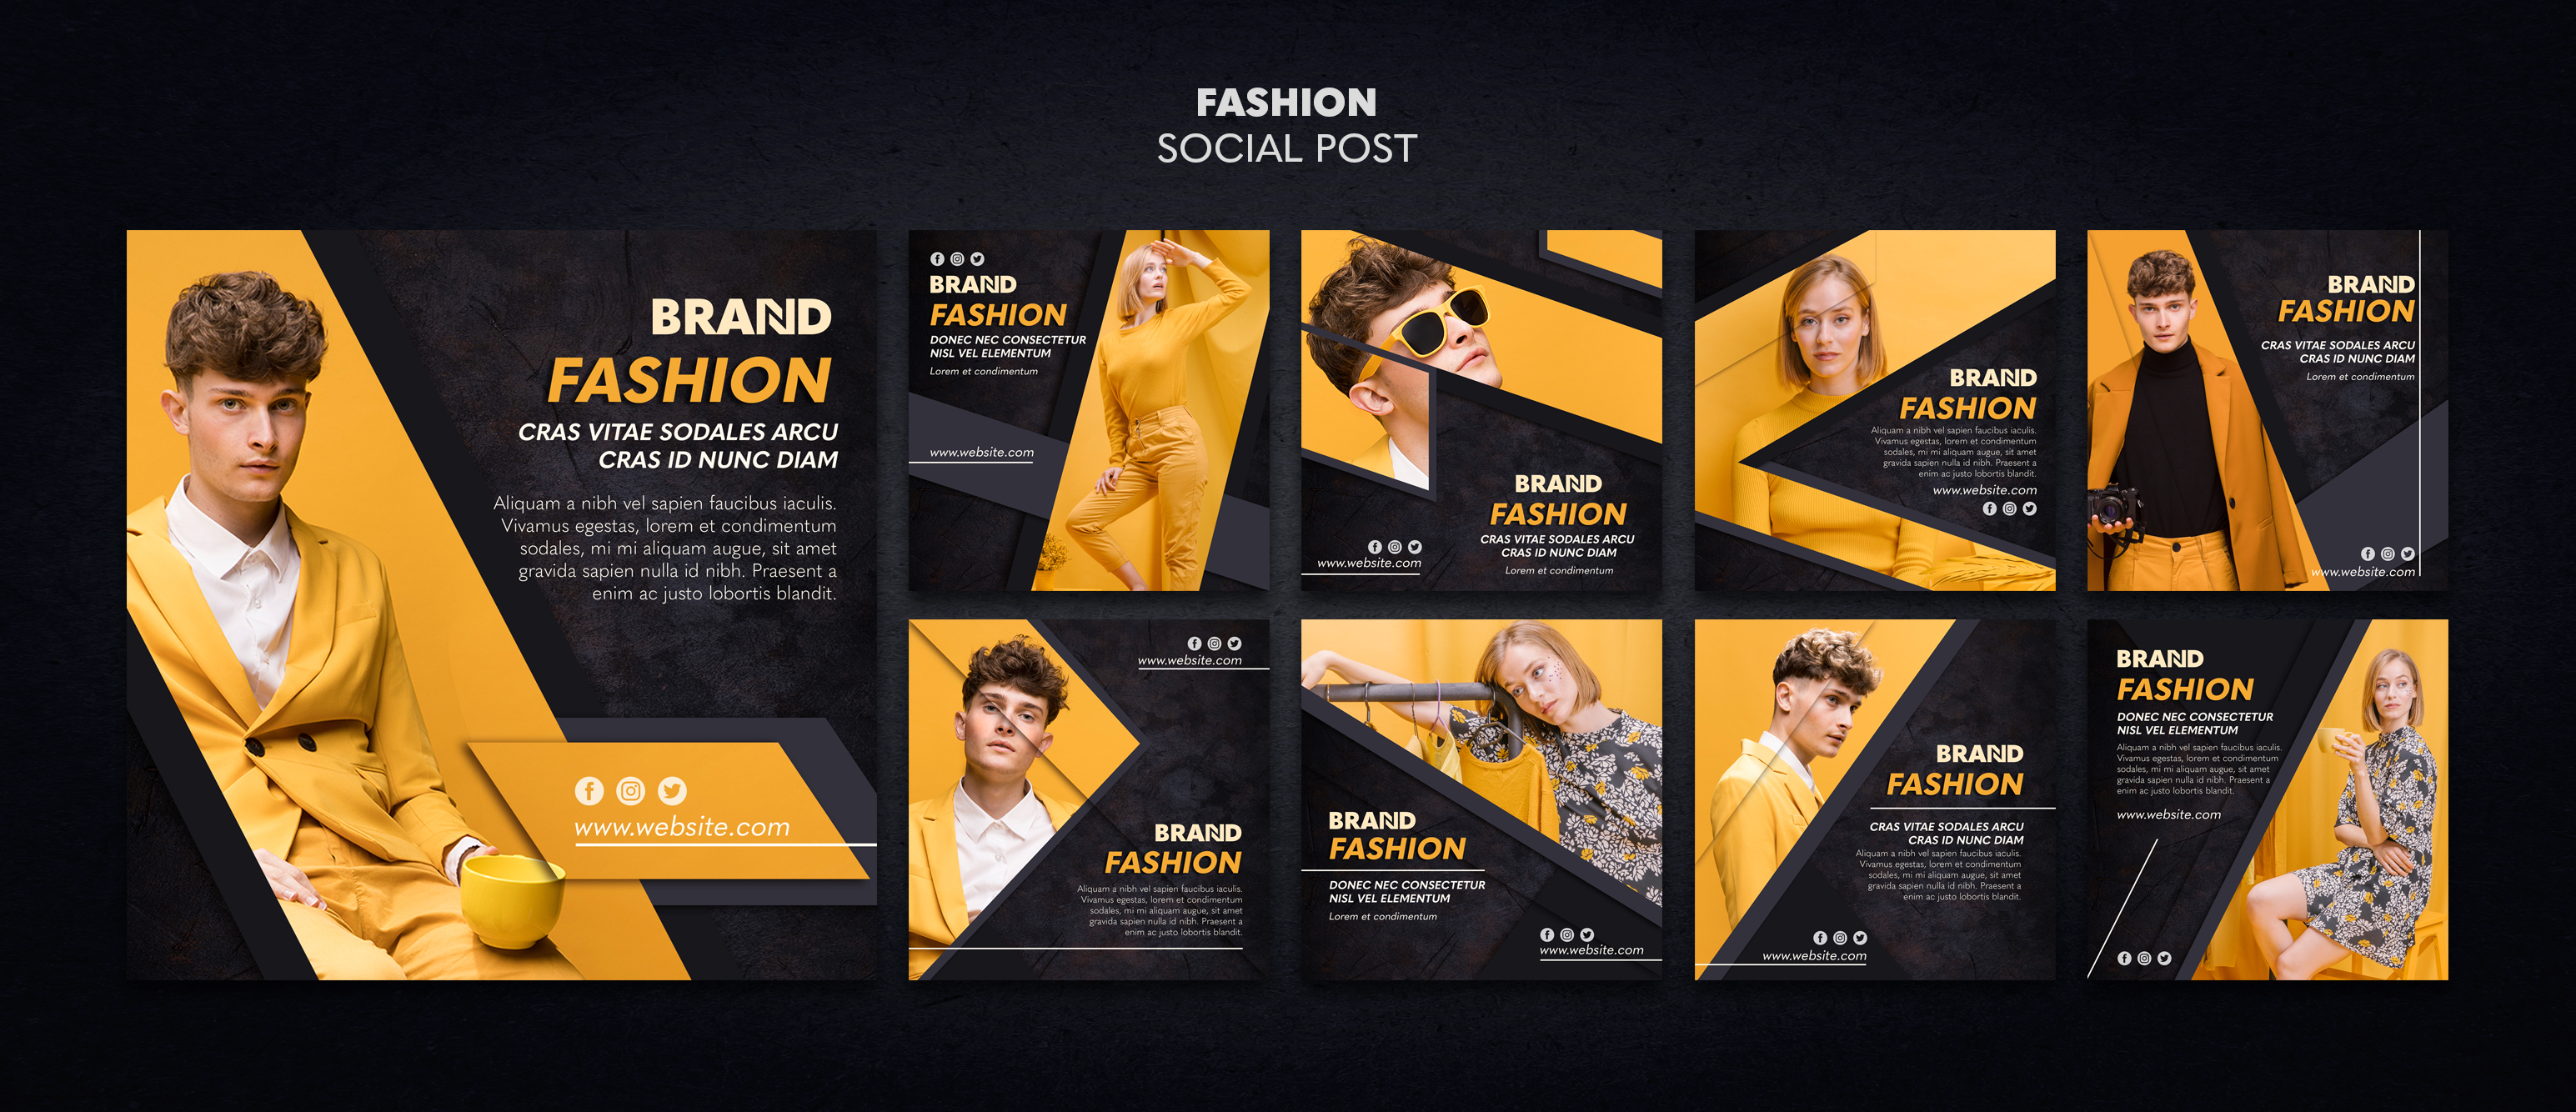 FASHION
SOCIAL POST
BRAND
FASHION
CRAS VITAE SODALES ARCU
CRAS ID NUNC DIAM
Aliquam a nibh vel sapien faucibus iaculis.
Vivamus egestas, lorem et condimentum
sodales, mi mi aliquam augue, sit amet
gravida sapien nulla id nibh. Praesent a
enim ac justo lobortis blandit.
www.website.com
BRAND
FASHION
DONEC NEC CONSECTETUR
NISL VEL ELEMENTUM
Lorem et condimentum
www.website.com
BRAND
FASHION
CRAS VITAE SODALES ARCU
CRAS ID NUNC DIAM
Lorem et condimentum
www.website.com
BRAND
FASHION
Aliquam a nibh vel sapien faucibus iaculis.
Vivamus egestas, lorem et condimentum
sodales, mi mi aliquam augue, sit amet
gravida sapien nulla id nibh. Praesent a
enim ac justo lobortis blandit.
www.website.com
BRAND
FASHION
CRAS VITAE SODALES ARCU
CRAS ID NUNC DIAM
Lorem et condimentum
www.website.com
www.website.com
BRAND
FASHION
Aliquam a nibh vel sapien faucibus iaculis.
Vivamus egestas, lorem et condimentum
sodales, mi mi aliquam augue, sit amet
gravida sapien nulla id nibh. Praesent a
enim ac justo lobortis blandit.
BRAND
FASHION
DONEC NEC CONSECTETUR
NISL VEL ELEMENTUM
Lorem et condimentum
www.website.com
BRAND
FASHION
CRAS VITAE SODALES ARCU
CRAS ID NUNC DIAM
Aliquam a nibh vel sapien faucibus iaculis.
Vivamus egestas, lorem et condimentum
sodales, mi mi aliquam augue, sit amet
gravida sapien nulla id nibh. Praesent a
enim ac justo lobortis blandit.
www.website.com
BRAND
FASHION
DONEC NEC CONSECTETUR
NISL VEL ELEMENTUM
Aliquam a nibh vel sapien faucibus iaculis.
Vivamus egestas, lorem et condimentum
sodales, mi mi aliquam augue, sit amet
gravida sapien nulla id nibh. Praesent a
enim ac justo lobortis blandit.
www.website.com